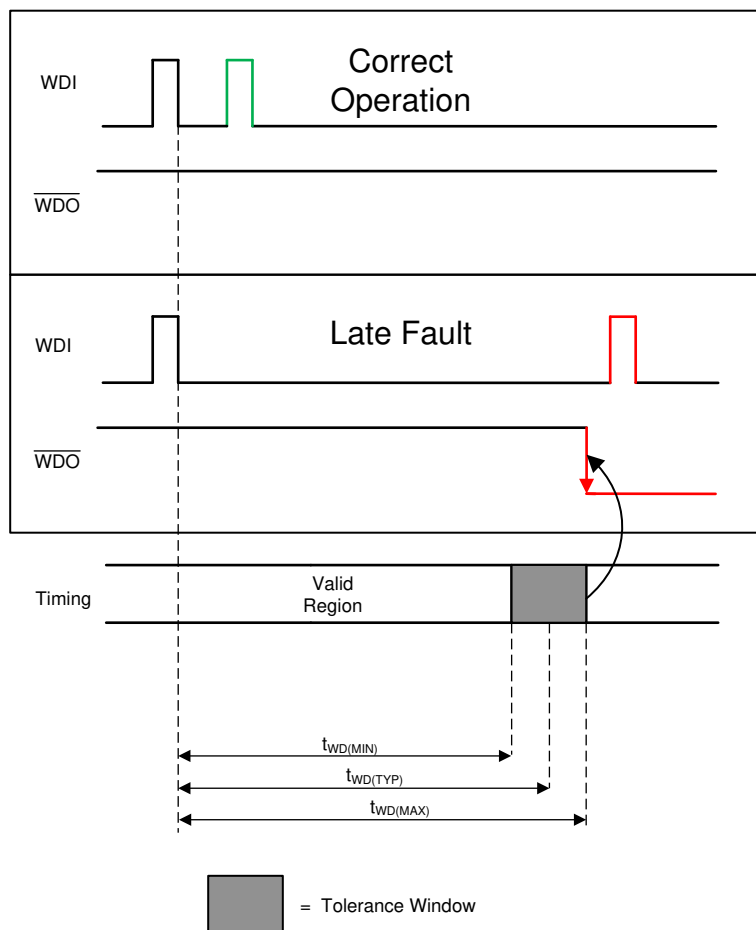 WDI
Correct
Operation
WDO
WDI
Late Fault
WDO
Timing
Valid
Region
tWD(MIN)
tWD(TYP)
tWD(MAX)
= Tolerance Window